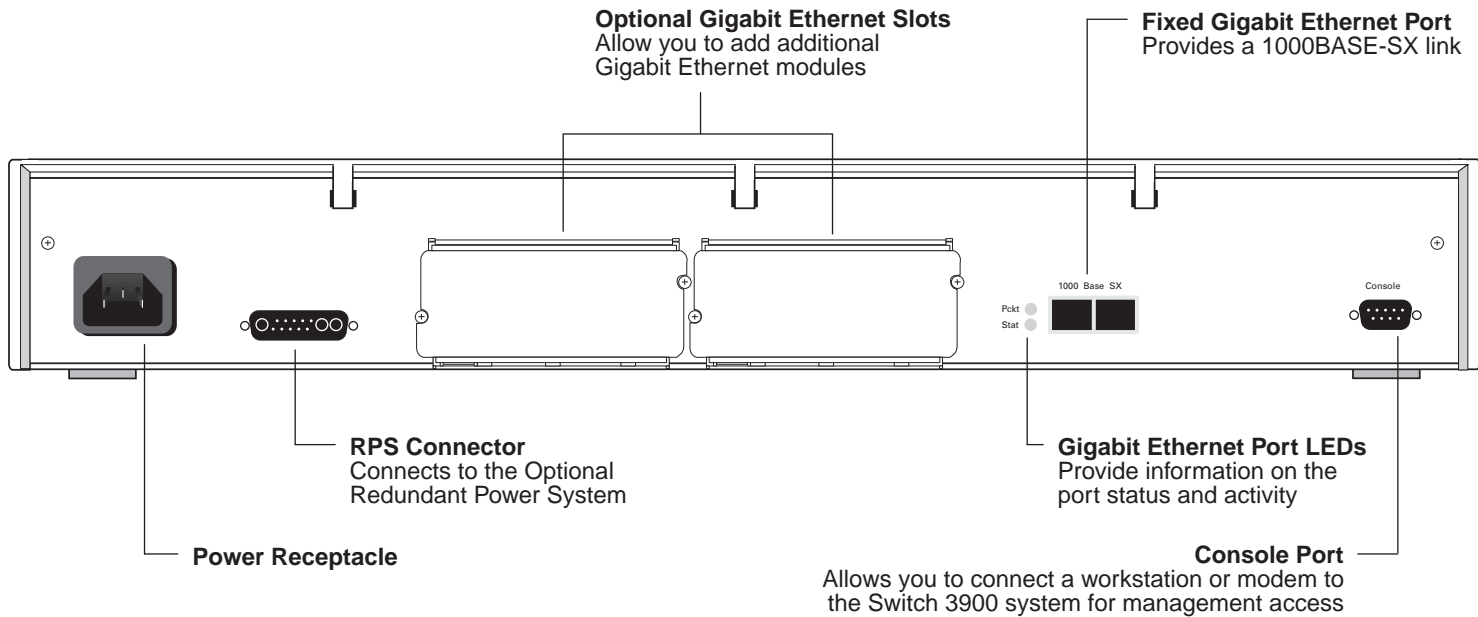 Optional Gigabit Ethernet Slots
Allow you to add additional
Gigabit Ethernet modules
Fixed Gigabit Ethernet Port
Provides a 1000BASE-SX link
1000 Base SX
Pckt
Stat
Console
RPS Connector
Connects to the Optional
Redundant Power System
Gigabit Ethernet Port LEDs
Provide information on the
port status and activity
Power Receptacle
Console Port
Allows you to connect a workstation or modem to
the Switch 3900 system for management access